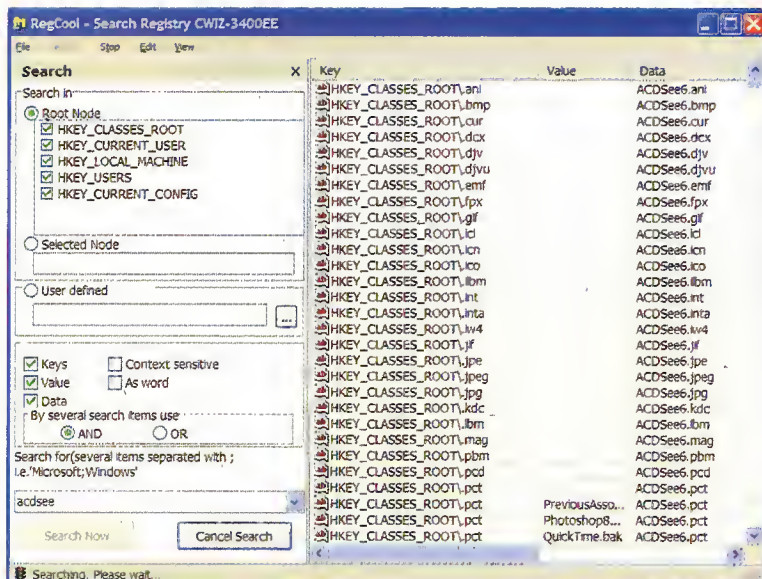 RegCool - Search Registry CWIZ-3400EE
File Stop Edit View
Search x
Search in
Root Node
HKEY_CLASSES_ROOT
HKEY_CURRENT_USER
HKEY_LOCAL_MACHINE
HKEY_USERS
HKEY_CURRENT_CONFIG
Selected Node
User defined
...
Keys Context sensitive
Value As word
Data
By several search items use
AND OR
Search for(several items separated with ;
i.e.'Microsoft;Windows'
acdsee
Search Now Cancel Search
Searching. Please wait...
Key Value Data
HKEY_CLASSES_ROOT\.ani ACDSee6.ani
HKEY_CLASSES_ROOT\.bmp ACDSee6.bmp
HKEY_CLASSES_ROOT\.cur ACDSee6.cur
HKEY_CLASSES_ROOT\.dcx ACDSee6.dcx
HKEY_CLASSES_ROOT\.djv ACDSee6.djv
HKEY_CLASSES_ROOT\.djvu ACDSee6.djvu
HKEY_CLASSES_ROOT\.emf ACDSee6.emf
HKEY_CLASSES_ROOT\.fpx ACDSee6.fpx
HKEY_CLASSES_ROOT\.gif ACDSee6.gif
HKEY_CLASSES_ROOT\.icl ACDSee6.icl
HKEY_CLASSES_ROOT\.icn ACDSee6.icn
HKEY_CLASSES_ROOT\.ico ACDSee6.ico
HKEY_CLASSES_ROOT\.ilbm ACDSee6.ilbm
HKEY_CLASSES_ROOT\.int ACDSee6.int
HKEY_CLASSES_ROOT\.inta ACDSee6.inta
HKEY_CLASSES_ROOT\.iw4 ACDSee6.iw4
HKEY_CLASSES_ROOT\.jif ACDSee6.jif
HKEY_CLASSES_ROOT\.jpe ACDSee6.jpe
HKEY_CLASSES_ROOT\.jpeg ACDSee6.jpeg
HKEY_CLASSES_ROOT\.jpg ACDSee6.jpg
HKEY_CLASSES_ROOT\.kdc ACDSee6.kdc
HKEY_CLASSES_ROOT\.lbm ACDSee6.lbm
HKEY_CLASSES_ROOT\.mag ACDSee6.mag
HKEY_CLASSES_ROOT\.pbm ACDSee6.pbm
HKEY_CLASSES_ROOT\.pcd ACDSee6.pcd
HKEY_CLASSES_ROOT\.pct ACDSee6.pct
HKEY_CLASSES_ROOT\.pct PreviousAsso... ACDSee6.pct
HKEY_CLASSES_ROOT\.pct Photoshop8... ACDSee6.pct
HKEY_CLASSES_ROOT\.pct QuickTime.bak ACDSee6.pct